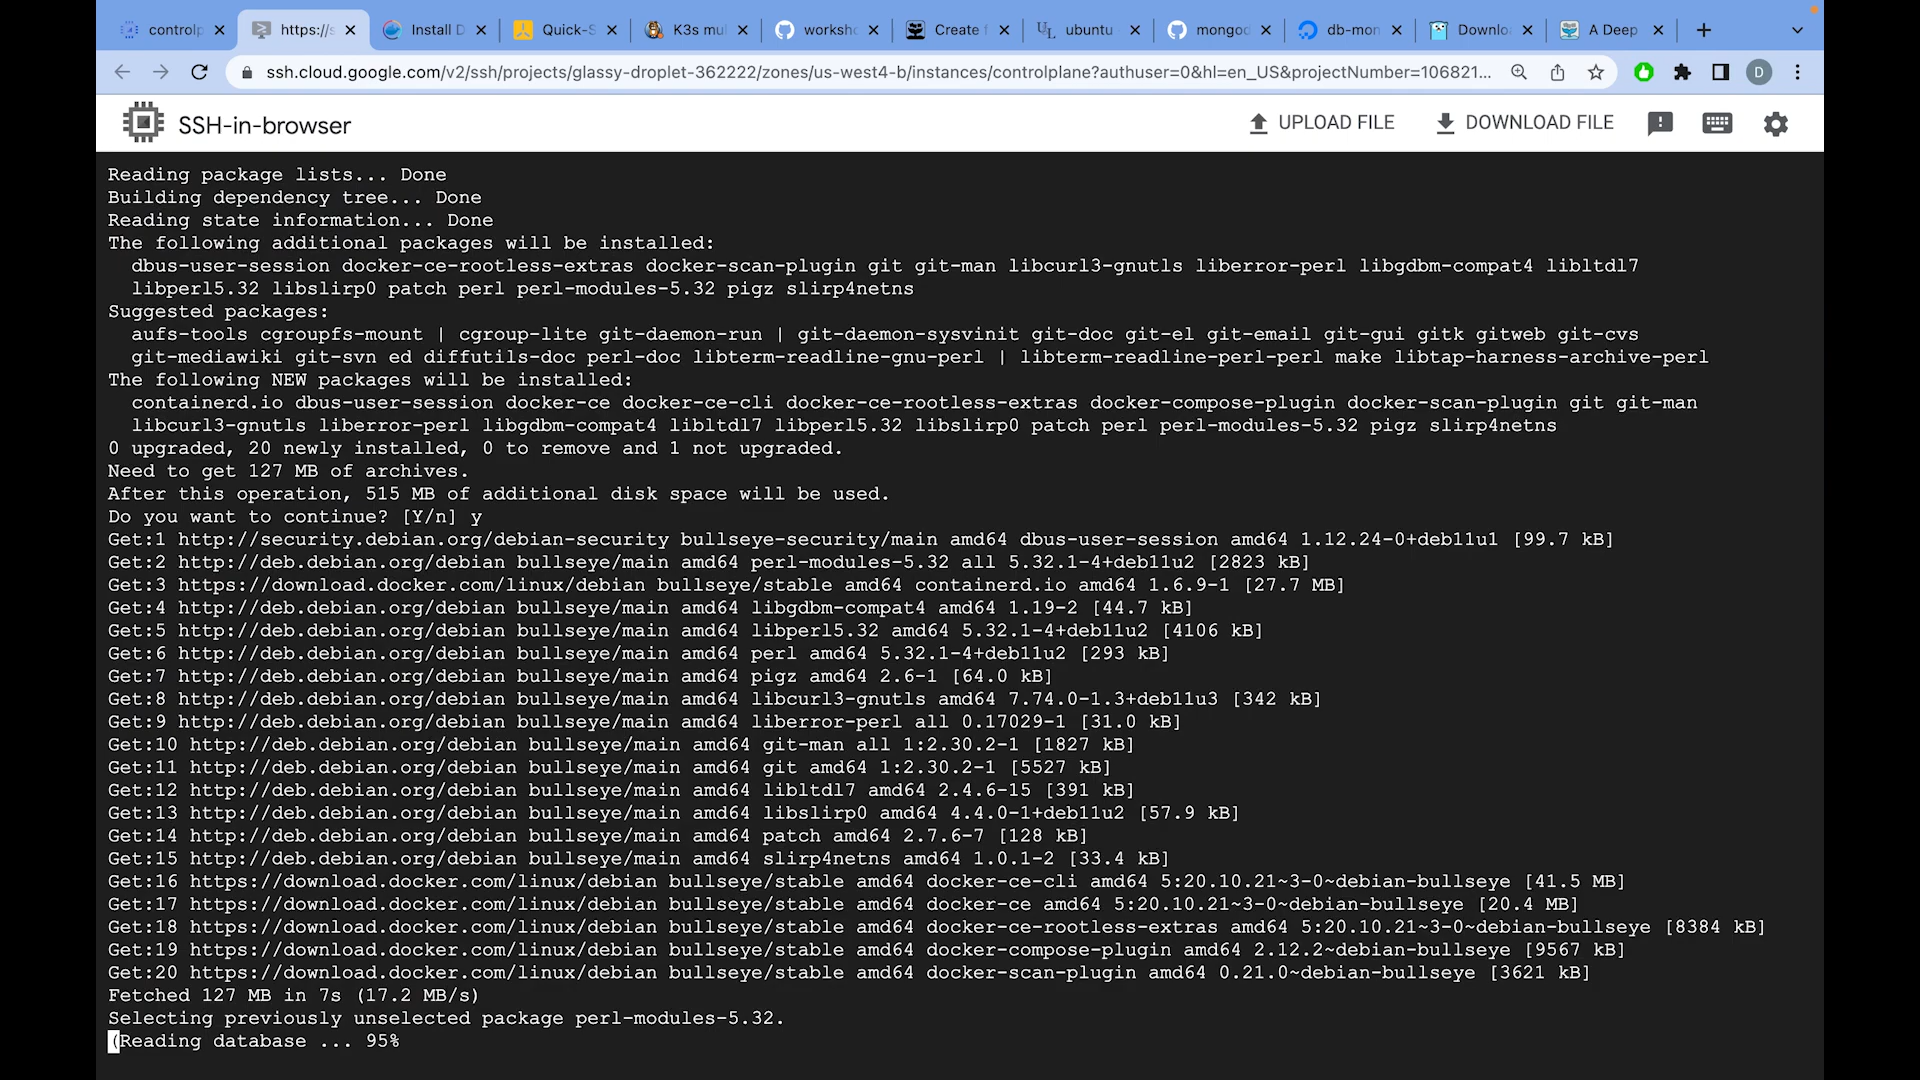 controlp
https://s
Install D
Quick-S
K3s mul
worksho
Create f
ubuntu
mongod
db-mon
Downlo
A Deep
ssh.cloud.google.com/v2/ssh/projects/glassy-droplet-362222/zones/us-west4-b/instances/controlplane?authuser=0&hl=en_US&projectNumber=106821...
D
SSH-in-browser
UPLOAD FILE
DOWNLOAD FILE
Reading package lists... Done
Building dependency tree... Done
Reading state information... Done
The following additional packages will be installed:
dbus-user-session docker-ce-rootless-extras docker-scan-plugin git git-man libcurl3-gnutls liberror-perl libgdbm-compat4 libltdl7
libperl5.32 libslirp0 patch perl perl-modules-5.32 pigz slirp4netns
Suggested packages:
aufs-tools cgroupfs-mount | cgroup-lite git-daemon-run | git-daemon-sysvinit git-doc git-el git-email git-gui gitk gitweb git-cvs
git-mediawiki git-svn ed diffutils-doc perl-doc libterm-readline-gnu-perl | libterm-readline-perl-perl make libtap-harness-archive-perl
The following NEW packages will be installed:
containerd.io dbus-user-session docker-ce docker-ce-cli docker-ce-rootless-extras docker-compose-plugin docker-scan-plugin git git-man
libcurl3-gnutls liberror-perl libgdbm-compat4 libltdl7 libperl5.32 libslirp0 patch perl perl-modules-5.32 pigz slirp4netns
0 upgraded, 20 newly installed, 0 to remove and 1 not upgraded.
Need to get 127 MB of archives.
After this operation, 515 MB of additional disk space will be used.
Do you want to continue? [Y/n] y
Get:1 http://security.debian.org/debian-security bullseye-security/main amd64 dbus-user-session amd64 1.12.24-0+deb11u1 [99.7 kB]
Get:2 http://deb.debian.org/debian bullseye/main amd64 perl-modules-5.32 all 5.32.1-4+deb11u2 [2823 kB]
Get:3 https://download.docker.com/linux/debian bullseye/stable amd64 containerd.io amd64 1.6.9-1 [27.7 MB]
Get:4 http://deb.debian.org/debian bullseye/main amd64 libgdbm-compat4 amd64 1.19-2 [44.7 kB]
Get:5 http://deb.debian.org/debian bullseye/main amd64 libperl5.32 amd64 5.32.1-4+deb11u2 [4106 kB]
Get:6 http://deb.debian.org/debian bullseye/main amd64 perl amd64 5.32.1-4+deb11u2 [293 kB]
Get:7 http://deb.debian.org/debian bullseye/main amd64 pigz amd64 2.6-1 [64.0 kB]
Get:8 http://deb.debian.org/debian bullseye/main amd64 libcurl3-gnutls amd64 7.74.0-1.3+deb11u3 [342 kB]
Get:9 http://deb.debian.org/debian bullseye/main amd64 liberror-perl all 0.17029-1 [31.0 kB]
Get:10 http://deb.debian.org/debian bullseye/main amd64 git-man all 1:2.30.2-1 [1827 kB]
Get:11 http://deb.debian.org/debian bullseye/main amd64 git amd64 1:2.30.2-1 [5527 kB]
Get:12 http://deb.debian.org/debian bullseye/main amd64 libltdl7 amd64 2.4.6-15 [391 kB]
Get:13 http://deb.debian.org/debian bullseye/main amd64 libslirp0 amd64 4.4.0-1+deb11u2 [57.9 kB]
Get:14 http://deb.debian.org/debian bullseye/main amd64 patch amd64 2.7.6-7 [128 kB]
Get:15 http://deb.debian.org/debian bullseye/main amd64 slirp4netns amd64 1.0.1-2 [33.4 kB]
Get:16 https://download.docker.com/linux/debian bullseye/stable amd64 docker-ce-cli amd64 5:20.10.21~3-0~debian-bullseye [41.5 MB]
Get:17 https://download.docker.com/linux/debian bullseye/stable amd64 docker-ce amd64 5:20.10.21~3-0~debian-bullseye [20.4 MB]
Get:18 https://download.docker.com/linux/debian bullseye/stable amd64 docker-ce-rootless-extras amd64 5:20.10.21~3-0~debian-bullseye [8384 kB]
Get:19 https://download.docker.com/linux/debian bullseye/stable amd64 docker-compose-plugin amd64 2.12.2~debian-bullseye [9567 kB]
Get:20 https://download.docker.com/linux/debian bullseye/stable amd64 docker-scan-plugin amd64 0.21.0~debian-bullseye [3621 kB]
Fetched 127 MB in 7s (17.2 MB/s)
Selecting previously unselected package perl-modules-5.32.
(Reading database ... 95%